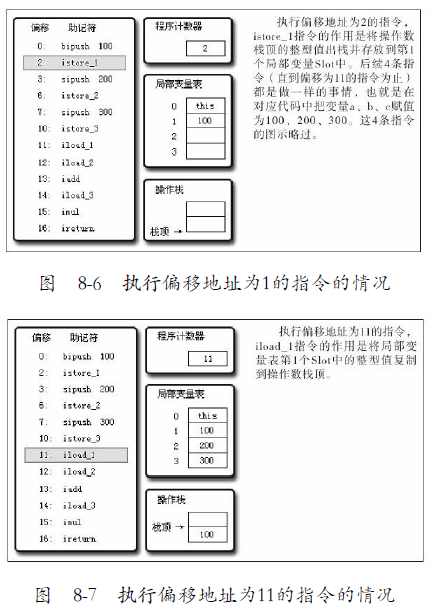 偏移 助记符
0: bipush 100
2: istore_1
3: sipush 200
6: istore_2
7: sipush 300
10: istore_3
11: iload_1
12: iload_2
13: iadd
14: iload_3
15: imul
16: ireturn
程序计数器
2
局部变量表
0 this
1 100
2
3
操作栈
栈顶 →
执行偏移地址为2的指令，
istore_1指令的作用是将操作数
栈顶的整型值出栈并存放到第1
个局部变量Slot中。后续4条指
令（直到偏移为11的指令为止）
都是做一样的事情，也就是在
对应代码中把变量a、b、c赋值
为100、200、300。这4条指令
的图示略过。
图 8-6 执行偏移地址为1的指令的情况
偏移 助记符
0: bipush 100
2: istore_1
3: sipush 200
6: istore_2
7: sipush 300
10: istore_3
11: iload_1
12: iload_2
13: iadd
14: iload_3
15: imul
16: ireturn
程序计数器
11
局部变量表
0 this
1 100
2 200
3 300
操作栈
栈顶 →
100
执行偏移地址为11的指令，
iload_1指令的作用是将局部变
量表第1个Slot中的整型值复制
到操作数栈顶。
图 8-7 执行偏移地址为11的指令的情况